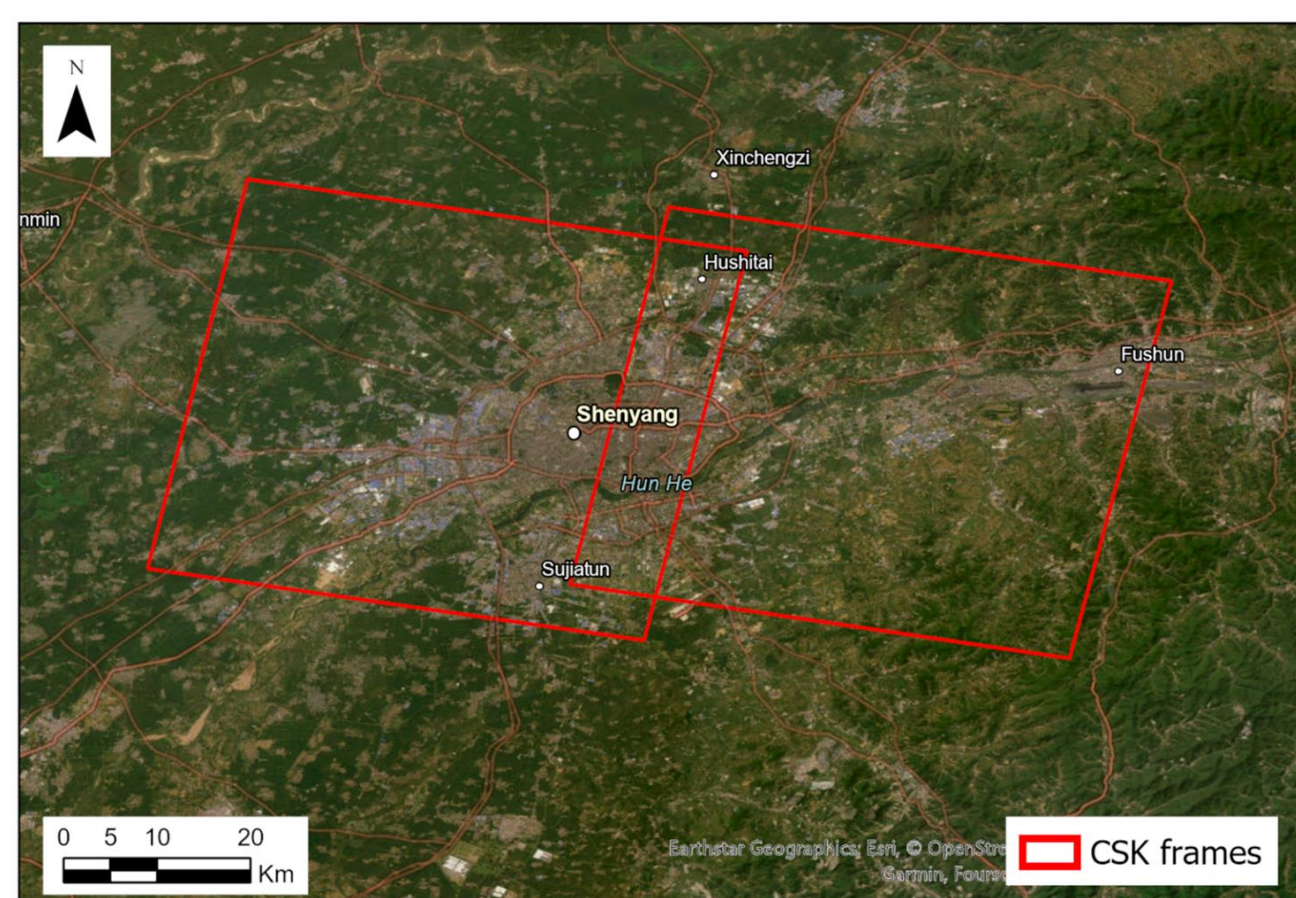 N
Xinchengzi
nmin
Hushitai
Fushun
Shenyang
Hun He
Sujiatun
0 5 10 20
Km
Earthstar Geographics, Esri, © OpenStre
Garmin, Fours
CSK frames